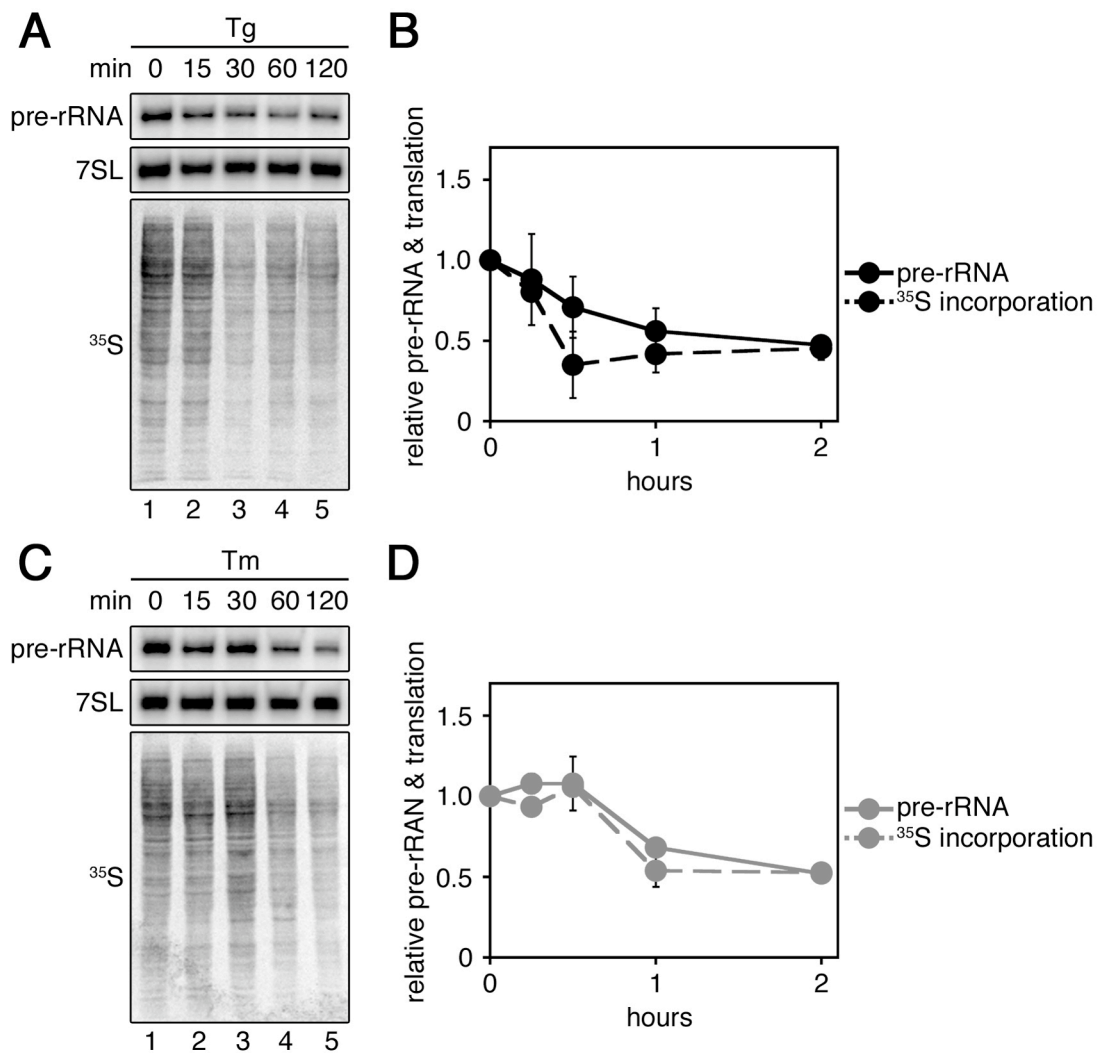 A
Tg
min 0 15 30 60 120
pre-rRNA
7SL
35S
1 2 3 4 5
B
relative pre-rRNA & translation
1.5
1.0
0.5
0
0 1 2
hours
pre-rRNA
35S incorporation
C
Tm
min 0 15 30 60 120
pre-rRNA
7SL
35S
1 2 3 4 5
D
relative pre-rRAN & translation
1.5
1.0
0.5
0
0 1 2
hours
pre-rRNA
35S incorporation